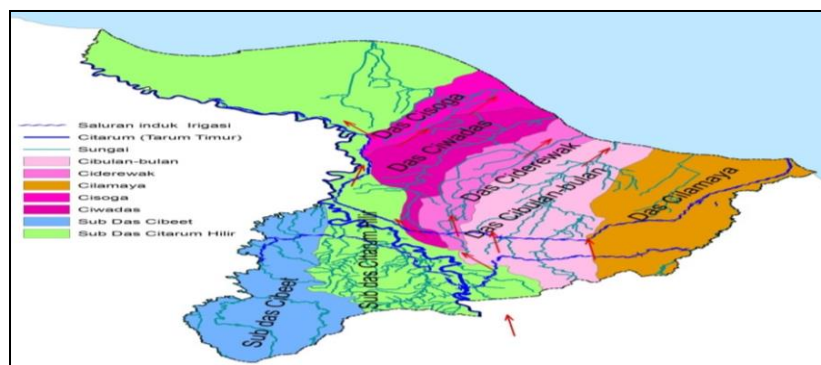 Saluran induk Irigasi
Citarum (Tarum Timur)
Sungai
Cibulan-bulan
Ciderewak
Cilamaya
Cisoga
Ciwadas
Sub Das Cibeet
Sub Das Citarum Hilir
Das Cisoga
Das Ciwadas
Das Ciderewak
Das Cibulan-bulan
Das Cilamaya
Sub das Citarum Hilir
Sub das Cibeet